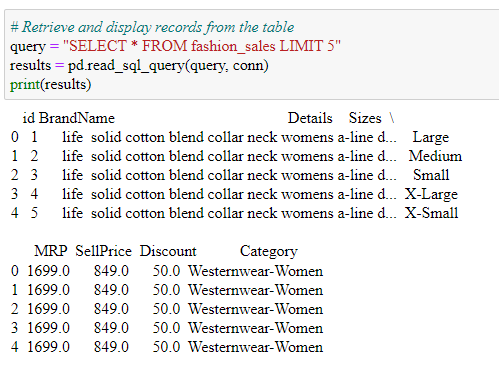 # Retrieve and display records from the table
query = "SELECT * FROM fashion_sales LIMIT 5"
results = pd.read_sql_query(query, conn)
print(results)
id BrandName Details Sizes \
0 1 life solid cotton blend collar neck womens a-line d... Large
1 2 life solid cotton blend collar neck womens a-line d... Medium
2 3 life solid cotton blend collar neck womens a-line d... Small
3 4 life solid cotton blend collar neck womens a-line d... X-Large
4 5 life solid cotton blend collar neck womens a-line d... X-Small
MRP SellPrice Discount Category
0 1699.0 849.0 50.0 Westernwear-Women
1 1699.0 849.0 50.0 Westernwear-Women
2 1699.0 849.0 50.0 Westernwear-Women
3 1699.0 849.0 50.0 Westernwear-Women
4 1699.0 849.0 50.0 Westernwear-Women